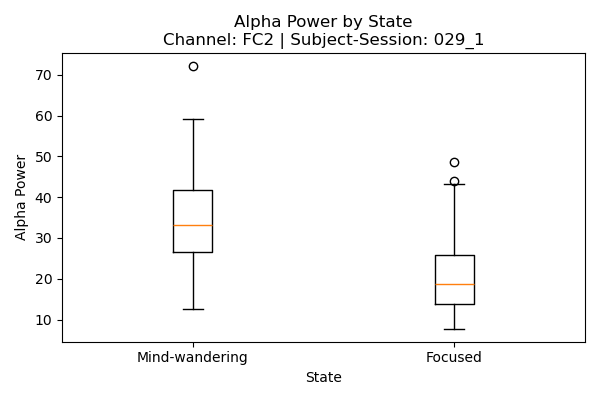 Alpha Power by State
Channel: FC2 | Subject-Session: 029_1
Alpha Power
70
60
50
40
30
20
10
Mind-wandering
Focused
State